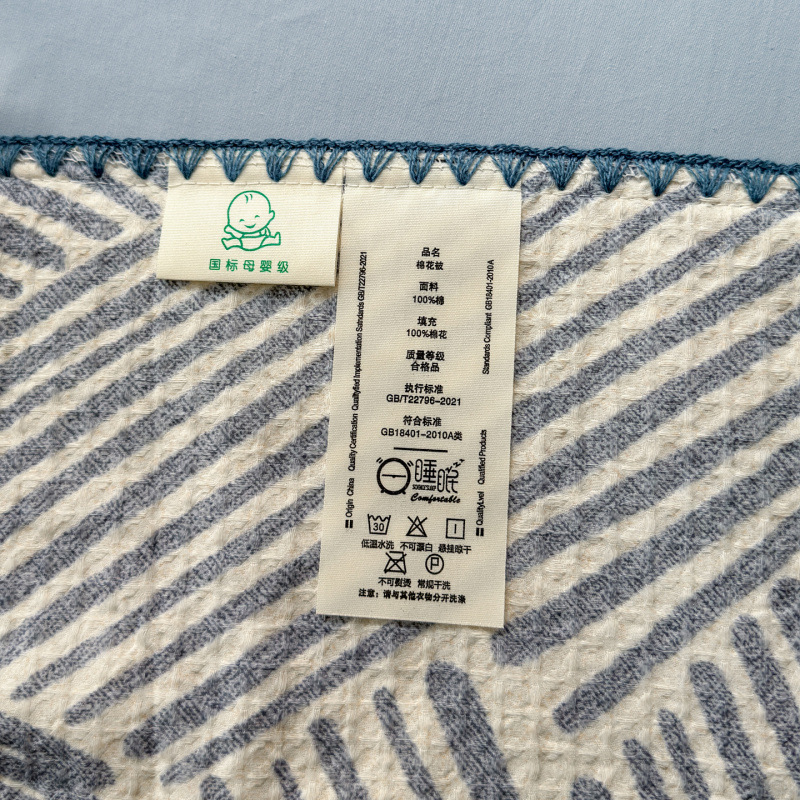 国标母婴级
品名
棉花被
面料
100%棉
填充
100%棉花
质量等级
合格品
执行标准
GB/T22796-2021
符合标准
GB18401-2010A类
睡眠
Comfortable
30
低温水洗 不可漂白 悬挂晾干
P
不可熨烫 常规干洗
注意：请与其他衣物分开洗涤
Origin China Quality Certification Qualityfied Implementation Satndards GB/T22796-2021
QualityLvel Qualified Products Standards Compliant GB18401-2010A